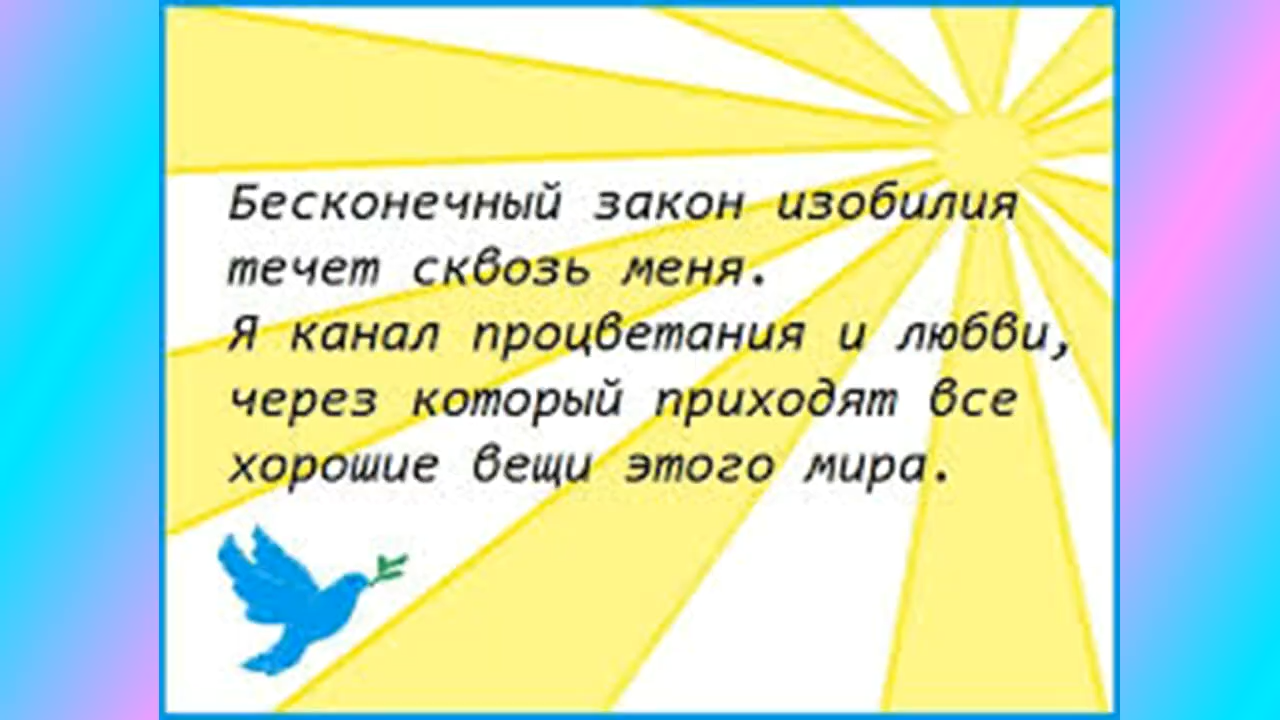 Бесконечный закон изобилия
течет сквозь меня.
Я канал процветания и любви,
через который приходят все
хорошие вещи этого мира.